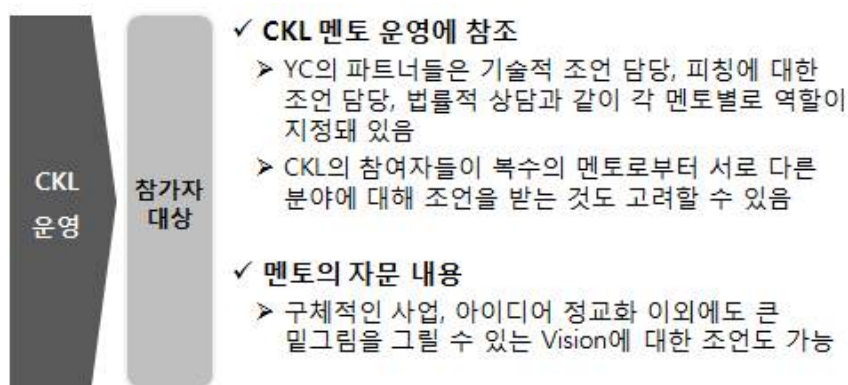 CKL
운영
참가자
대상
✓ CKL 멘토 운영에 참조
➢ YC의 파트너들은 기술적 조언 담당, 피칭에 대한
조언 담당, 법률적 상담과 같이 각 멘토별로 역할이
지정돼 있음
➢ CKL의 참여자들이 복수의 멘토로부터 서로 다른
분야에 대해 조언을 받는 것도 고려할 수 있음
✓ 멘토의 자문 내용
➢ 구체적인 사업, 아이디어 정교화 이외에도 큰
밑그림을 그릴 수 있는 Vision에 대한 조언도 가능